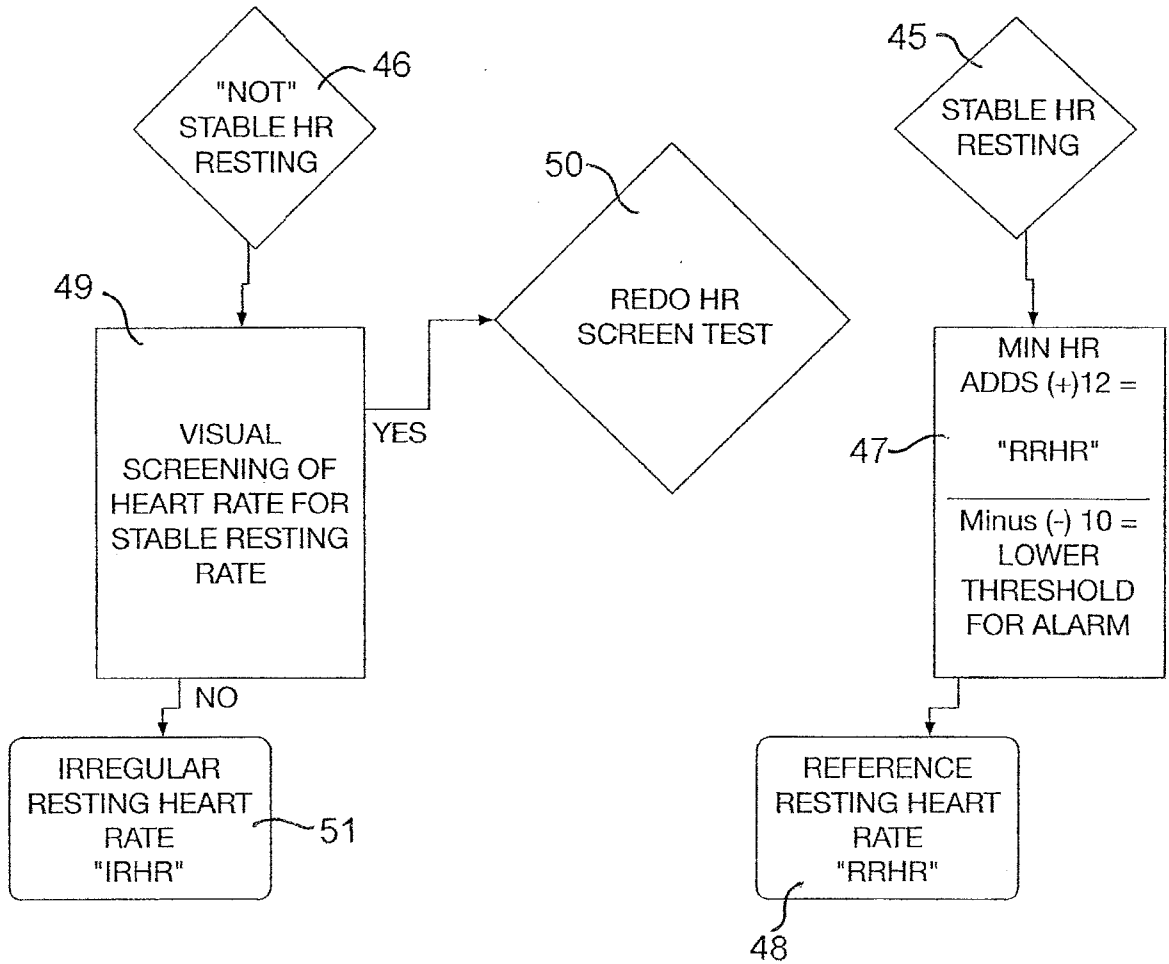 46
"NOT"
STABLE HR
RESTING
45
STABLE HR
RESTING
50
REDO HR
SCREEN TEST
49
VISUAL
SCREENING OF
HEART RATE FOR
STABLE RESTING
RATE
YES
NO
MIN HR
ADDS (+)12 =
"RRHR"
47
Minus (-) 10 =
LOWER
THRESHOLD
FOR ALARM
IRREGULAR
RESTING HEART
RATE
"IRHR"
51
REFERENCE
RESTING HEART
RATE
"RRHR"
48